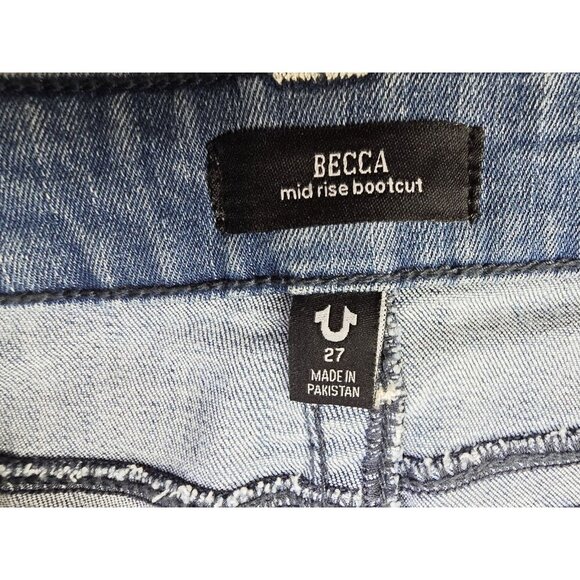 BECCA
mid rise bootcut
27
MADE IN
PAKISTAN